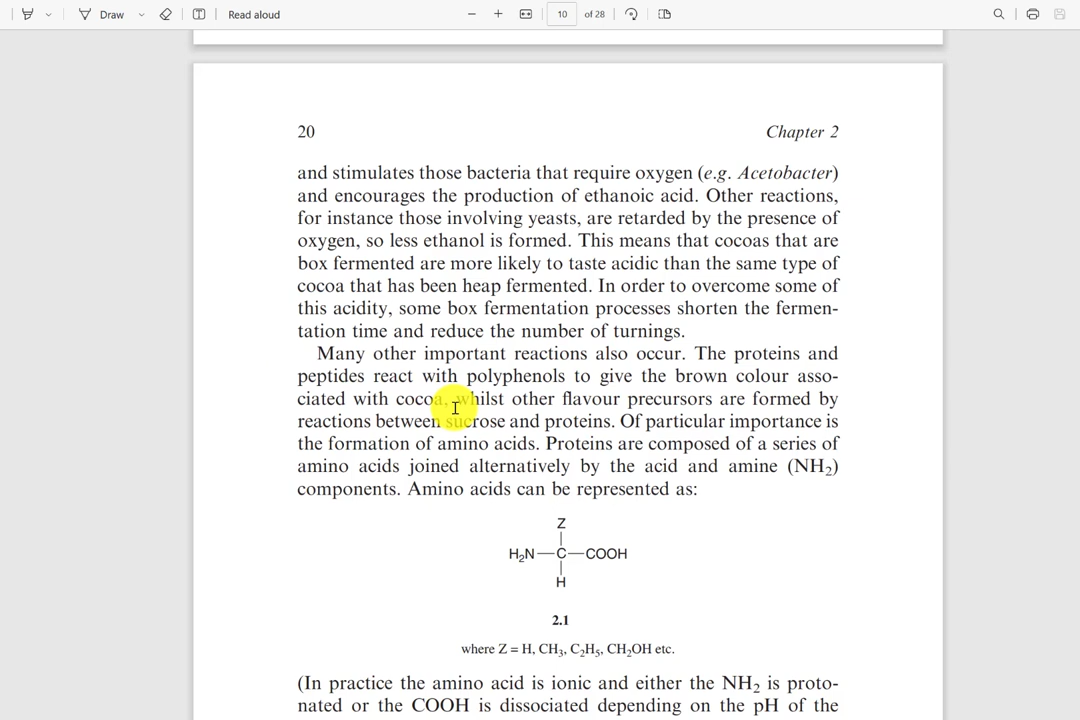 Draw
Read aloud
10
of 28
20
Chapter 2
and stimulates those bacteria that require oxygen (e.g. Acetobacter)
and encourages the production of ethanoic acid. Other reactions,
for instance those involving yeasts, are retarded by the presence of
oxygen, so less ethanol is formed. This means that cocoas that are
box fermented are more likely to taste acidic than the same type of
cocoa that has been heap fermented. In order to overcome some of
this acidity, some box fermentation processes shorten the fermen-
tation time and reduce the number of turnings.
Many other important reactions also occur. The proteins and
peptides react with polyphenols to give the brown colour asso-
ciated with cocoa, whilst other flavour precursors are formed by
reactions between sucrose and proteins. Of particular importance is
the formation of amino acids. Proteins are composed of a series of
amino acids joined alternatively by the acid and amine (NH₂)
components. Amino acids can be represented as:
Z
H₂N—C—COOH
H
2.1
where Z = H, CH₃, C₂H₅, CH₂OH etc.
(In practice the amino acid is ionic and either the NH₂ is proto-
nated or the COOH is dissociated depending on the pH of the